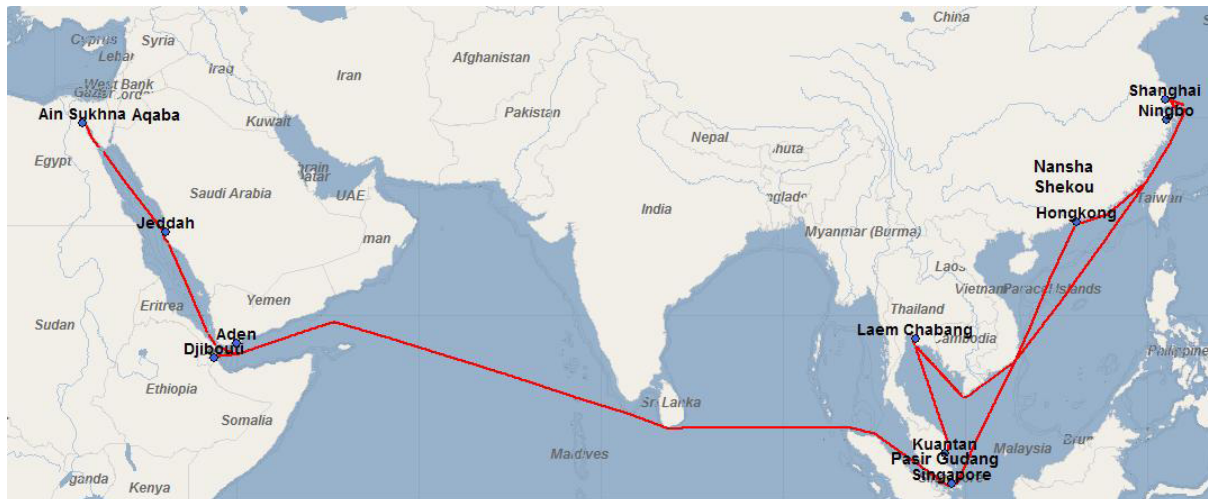 China
Cyprus
Syria
Afghanistan
Iran
Iraq
West Bank
Shanghai
Ain Sukhna Aqaba
Pakistan
Ningbo
Kuwait
Nepal
Egypt
Nansha
Saudi Arabia
UAE
Shekou
Taiwan
India
Hongkong
Jeddah
Myanmar (Burma)
Laos
Vietnam
Paracel Islands
Yemen
Eritrea
Thailand
Sudan
Aden
Laem Chabang
Cambodia
Djibouti
Philippine
Ethiopia
Sri Lanka
Somalia
Kuantan
Malaysia
Maldives
Pasir Gudang
Singapore
Kenya